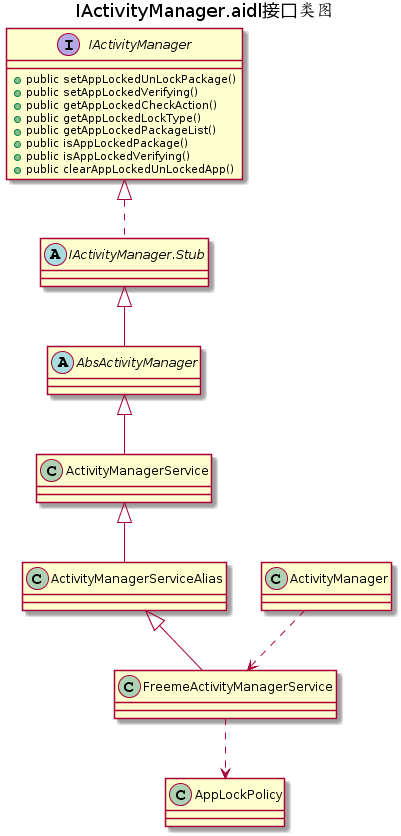 IActivityManager.aidl接口类图
I IActivityManager
public setAppLockedUnLockPackage()
public setAppLockedVerifying()
public getAppLockedCheckAction()
public getAppLockedLockType()
public getAppLockedPackageList()
public isAppLockedPackage()
public isAppLockedVerifying()
public clearAppLockedUnLockedApp()
A IActivityManager.Stub
A AbsActivityManager
C ActivityManagerService
C ActivityManagerServiceAlias
C ActivityManager
C FreemeActivityManagerService
C AppLockPolicy